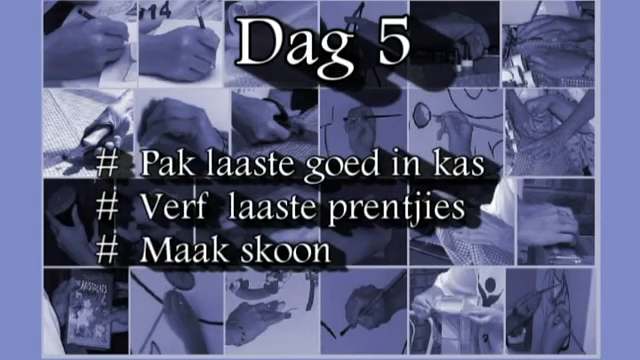 Dag 5
# Pak laaste goed in kas
# Verf laaste prentjies
# Maak skoon